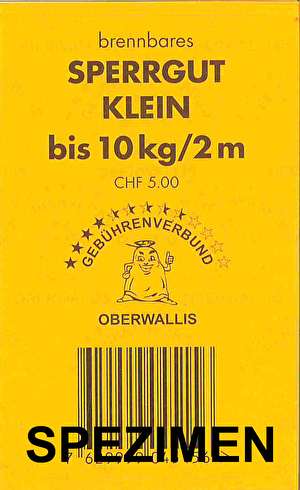 brennbares
SPERRGUT
KLEIN
bis 10 kg/2 m
CHF 5.00
GEBÜHRENVERBUND
OBERWALLIS
SPEZIMEN